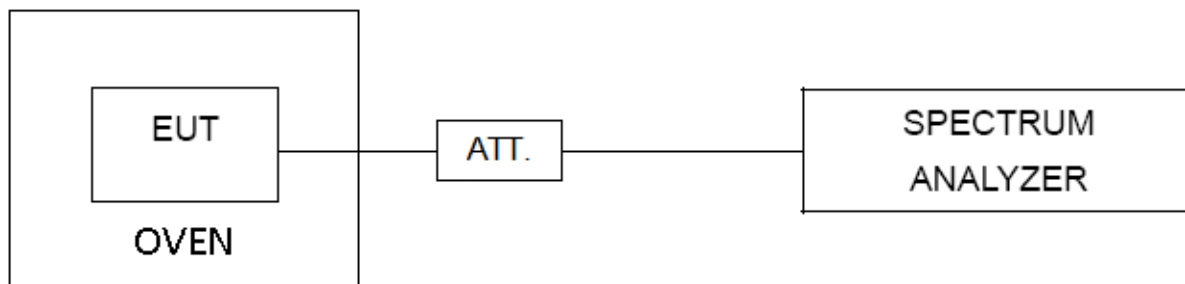 EUT
OVEN
ATT.
SPECTRUM
ANALYZER